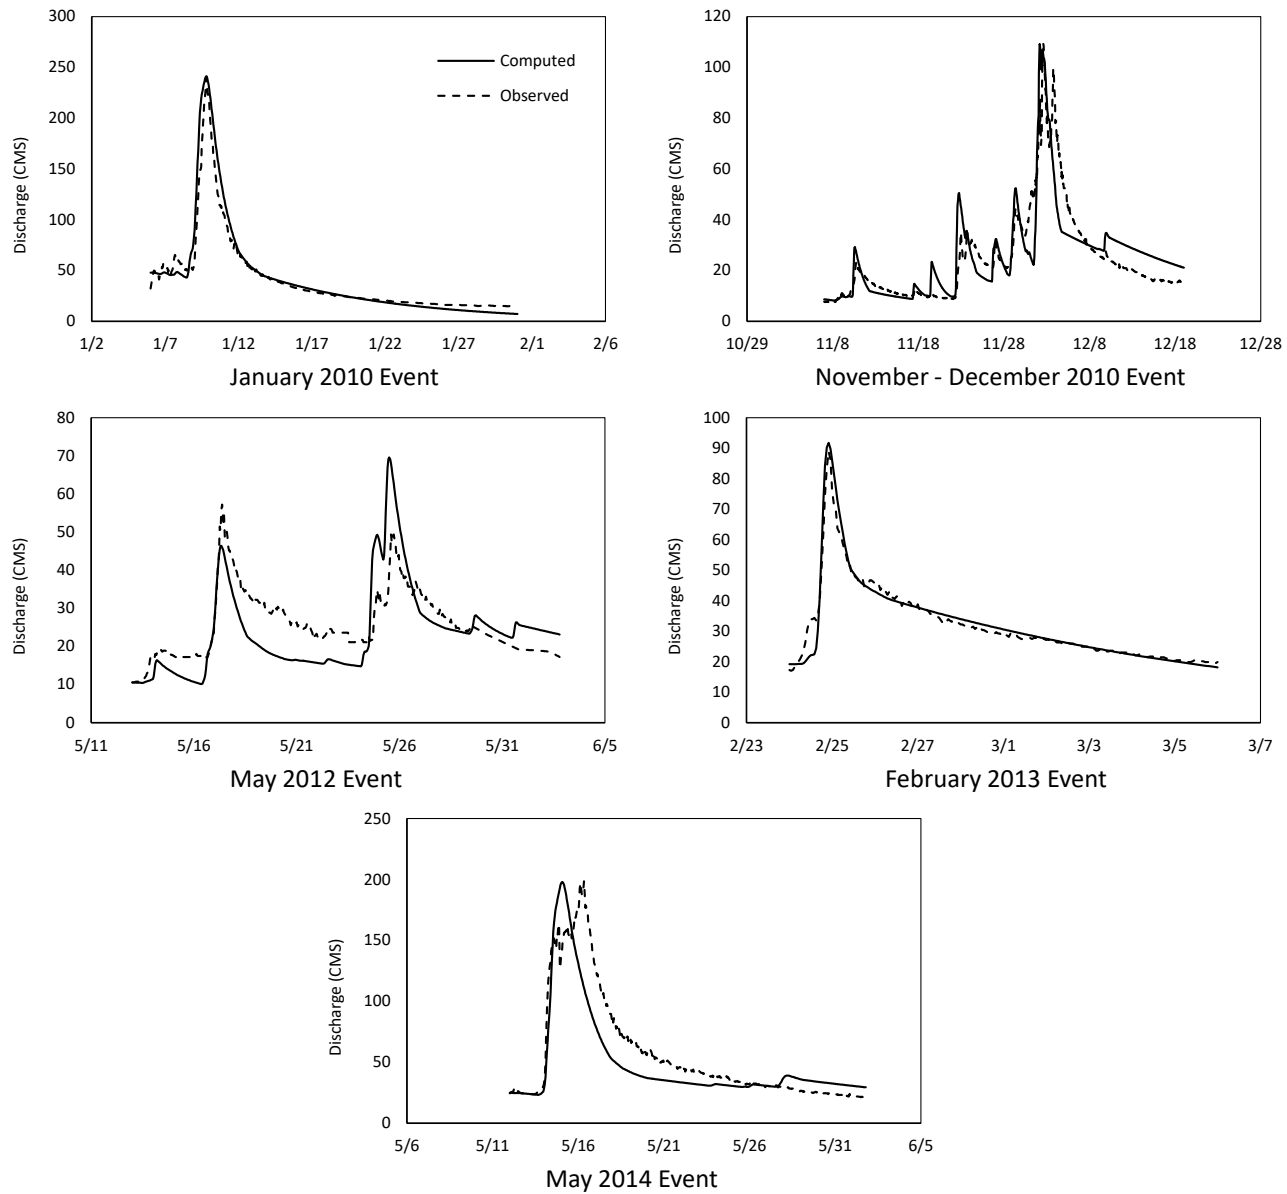 300
250
200
150
100
50
0
Discharge (CMS)
Computed
Observed
1/2 1/7 1/12 1/17 1/22 1/27 2/1 2/6
January 2010 Event
120
100
80
60
40
20
0
Discharge (CMS)
10/29 11/8 11/18 11/28 12/8 12/18 12/28
November - December 2010 Event
80
70
60
50
40
30
20
10
0
Discharge (CMS)
5/11 5/16 5/21 5/26 5/31 6/5
May 2012 Event
100
90
80
70
60
50
40
30
20
10
0
Discharge (CMS)
2/23 2/25 2/27 3/1 3/3 3/5 3/7
February 2013 Event
250
200
150
100
50
0
Discharge (CMS)
5/6 5/11 5/16 5/21 5/26 5/31 6/5
May 2014 Event